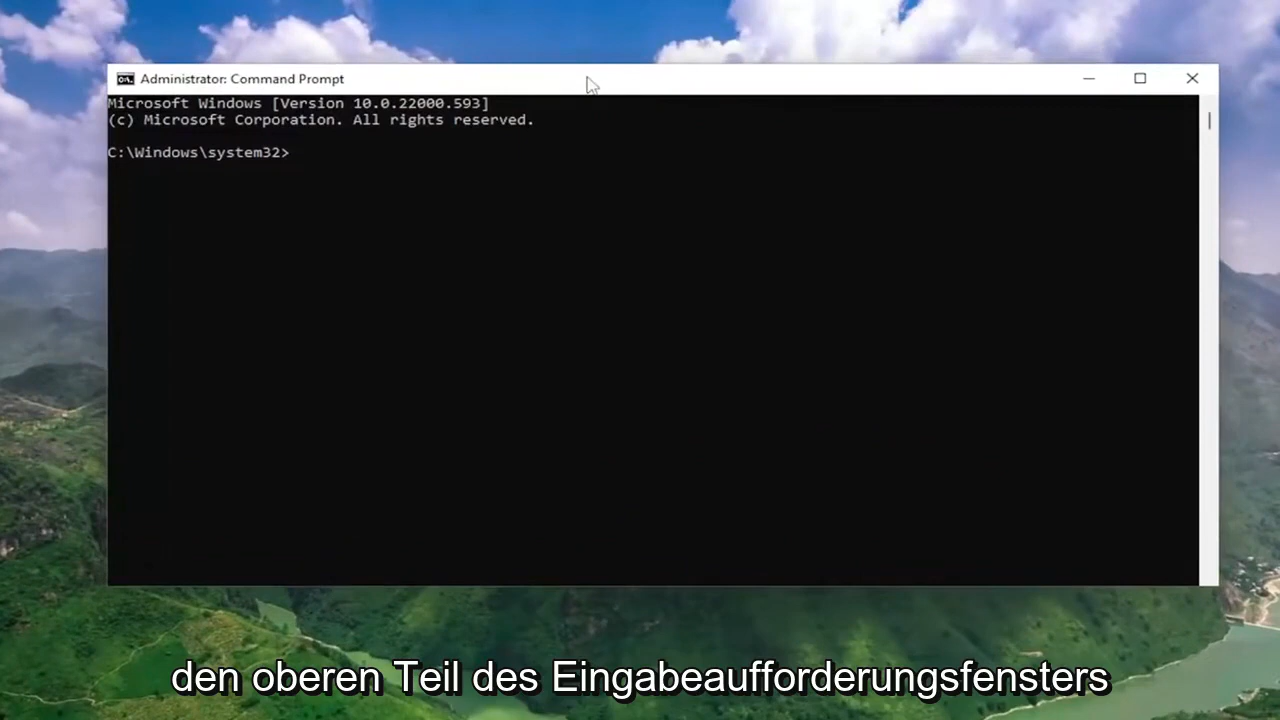 Administrator: Command Prompt
Microsoft Windows [Version 10.0.22000.593]
(c) Microsoft Corporation. All rights reserved.
C:\Windows\system32>
den oberen Teil des Eingabeaufforderungsfensters